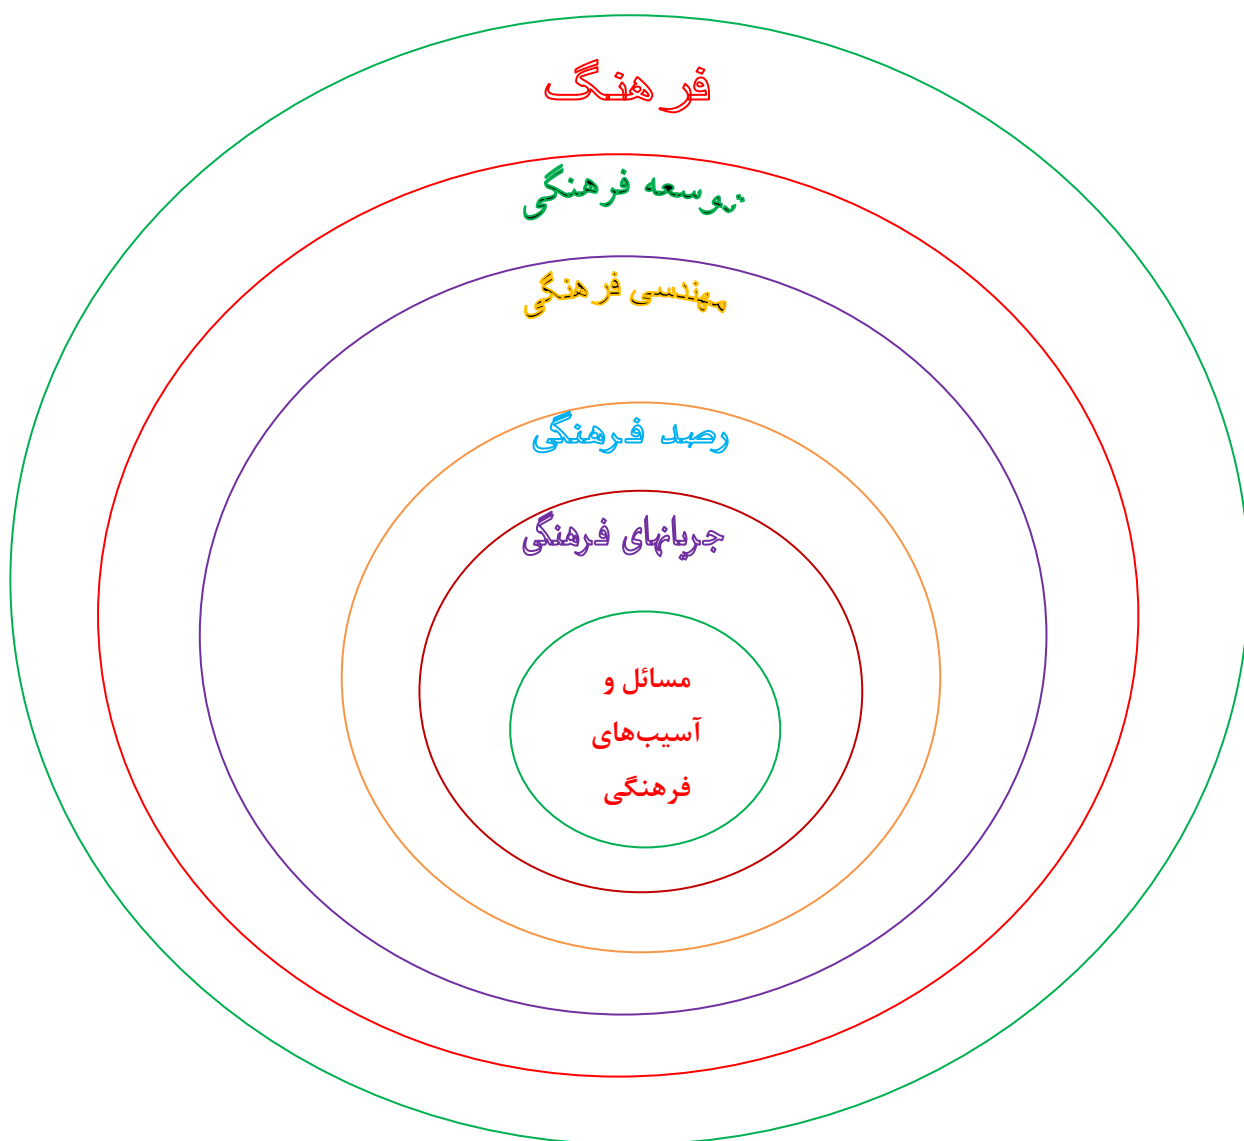 فرهنگ
توسعه فرهنگی
مهندسی فرهنگی
رصد فرهنگی
جریانهای فرهنگی
مسائل و
آسیب‌های
فرهنگی